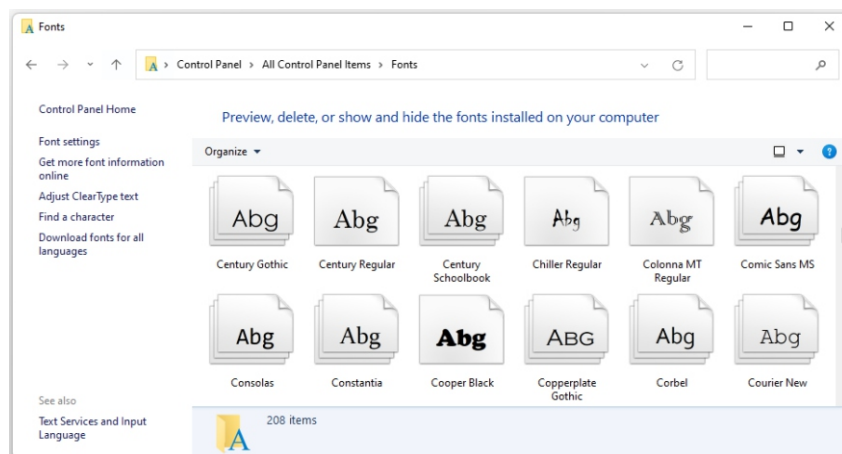 Fonts
Control Panel > All Control Panel Items > Fonts
Control Panel Home
Font settings
Get more font information
online
Adjust ClearType text
Find a character
Download fonts for all
languages
See also
Text Services and Input
Language
Preview, delete, or show and hide the fonts installed on your computer
Organize
?
Abg Abg Abg Abg Abg Abg
Century Gothic Century Regular Century Schoolbook Chiller Regular Colonna MT Regular Comic Sans MS
Abg Abg Abg ABG Abg Abg
Consolas Constantia Cooper Black Copperplate Gothic Corbel Courier New
A
208 items